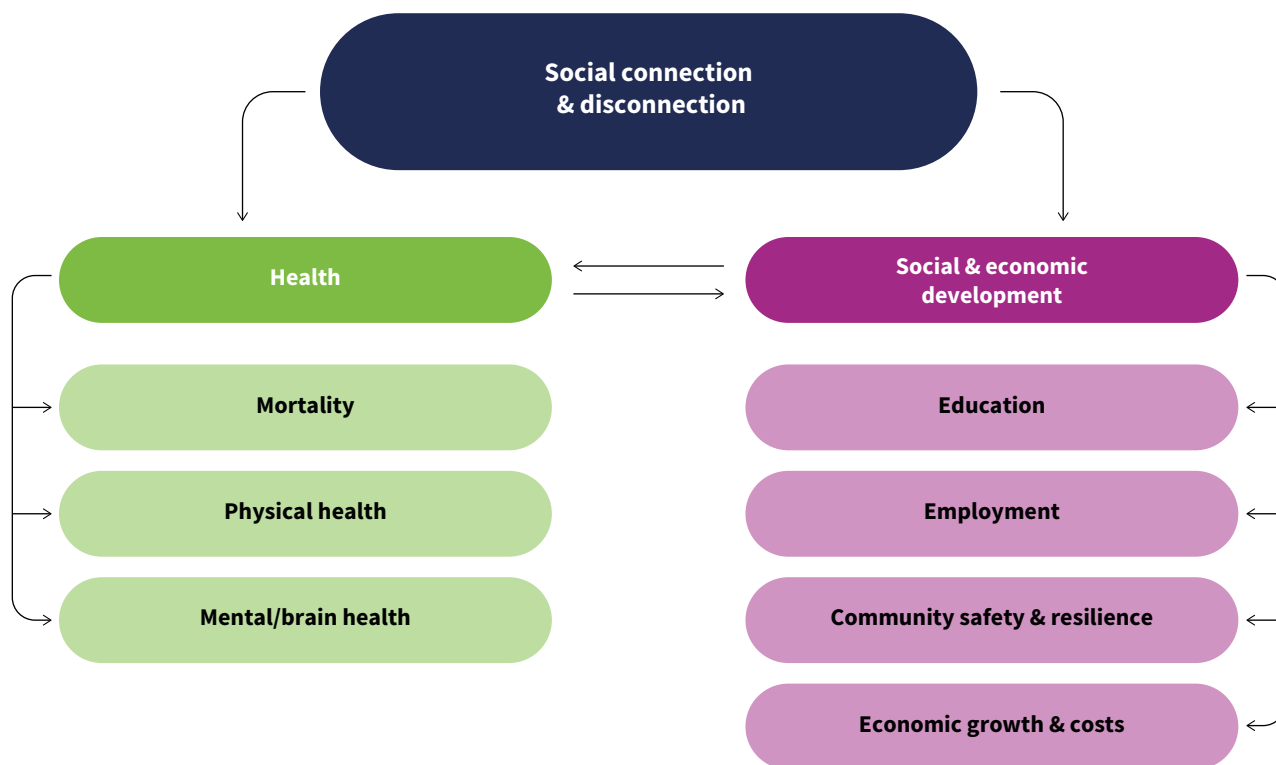 Social connection
& disconnection
Health
Social & economic
development
Mortality
Physical health
Mental/brain health
Education
Employment
Community safety & resilience
Economic growth & costs